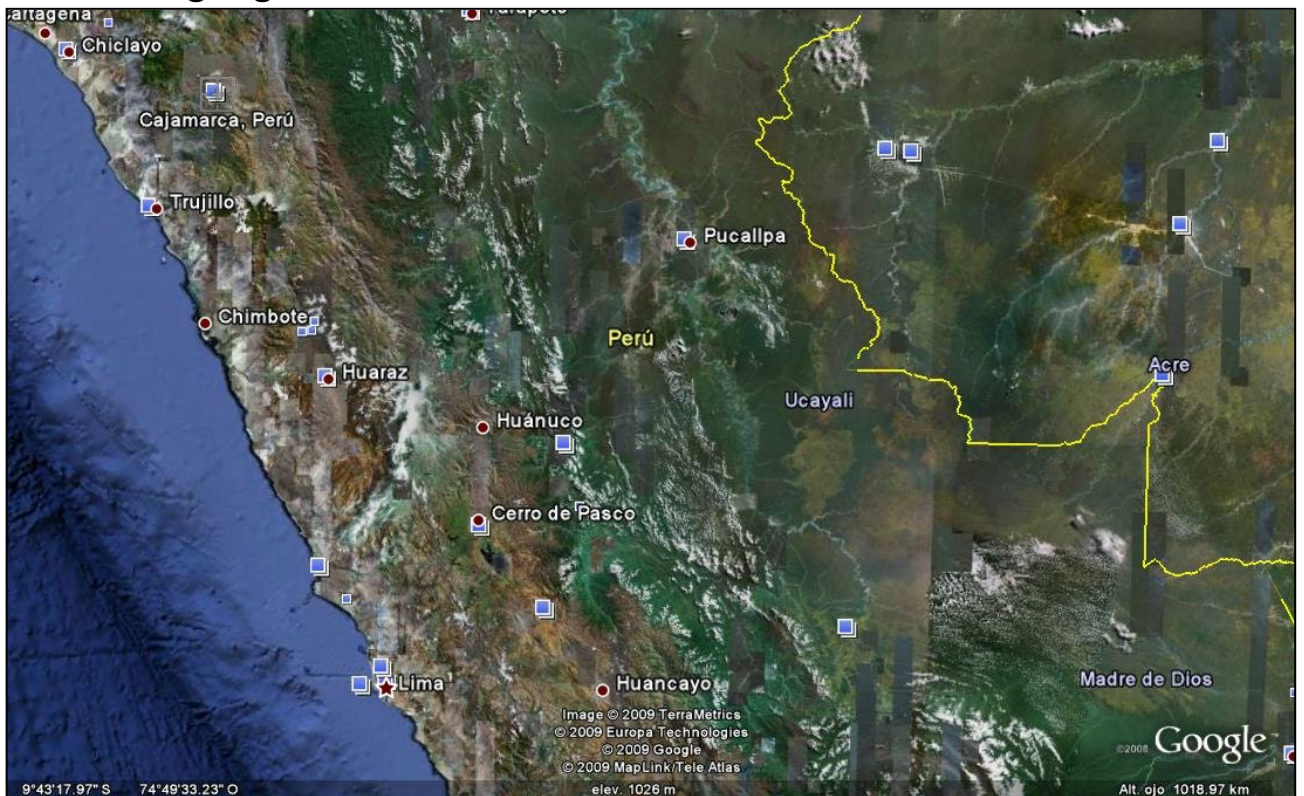 Cartagena
Chiclayo
Cajamarca, Perú
Trujillo
Pucallpa
Chimbote
Perú
Huaraz
Acre
Ucayali
Huánuco
Cerro de Pasco
Lima
Huancayo
Madre de Dios
Image © 2009 TerraMetrics
© 2009 Europa Technologies
© 2009 Google
© 2009 MapLink/Tele Atlas
©2008 Google
9°43'17.97" S 74°49'33.23" O elev. 1026 m Alt. ojo 1018.97 km